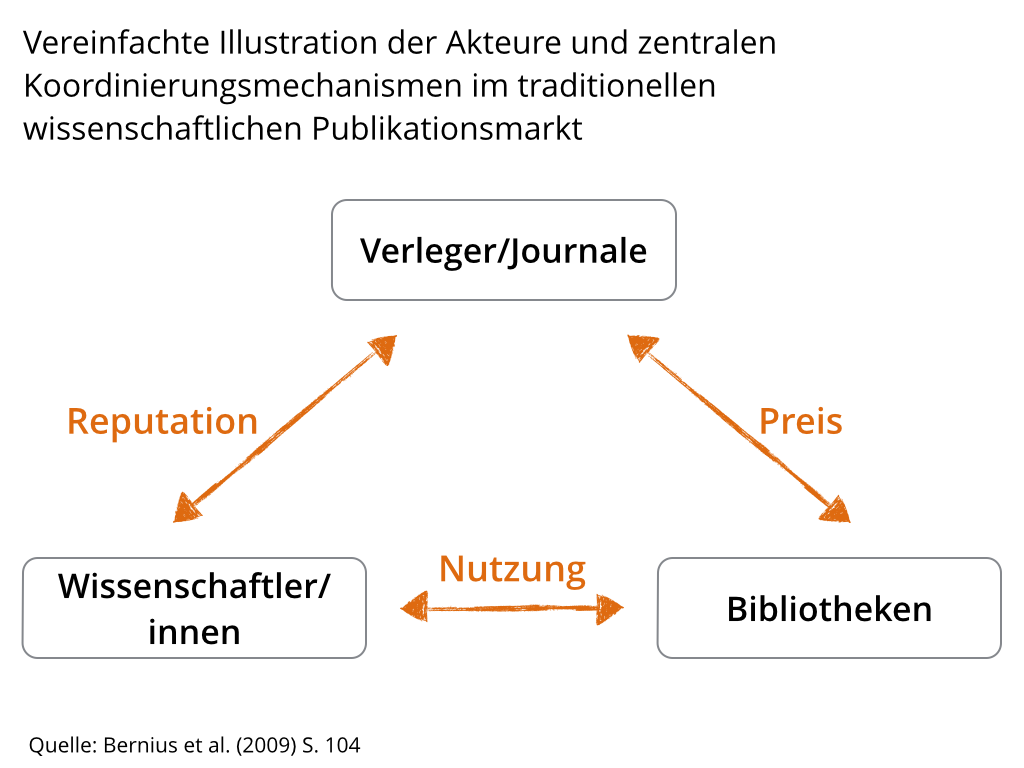 Vereinfachte Illustration der Akteure und zentralen
Koordinierungsmechanismen im traditionellen
wissenschaftlichen Publikationsmarkt
Verleger/Journale
Reputation
Preis
Nutzung
Wissenschaftler/
innen
Bibliotheken
Quelle: Bernius et al. (2009) S. 104